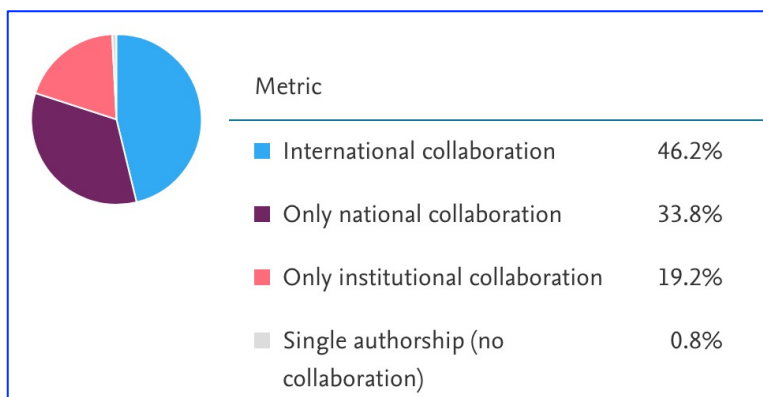 Metric
International collaboration 46.2%
Only national collaboration 33.8%
Only institutional collaboration 19.2%
Single authorship (no 0.8%
collaboration)